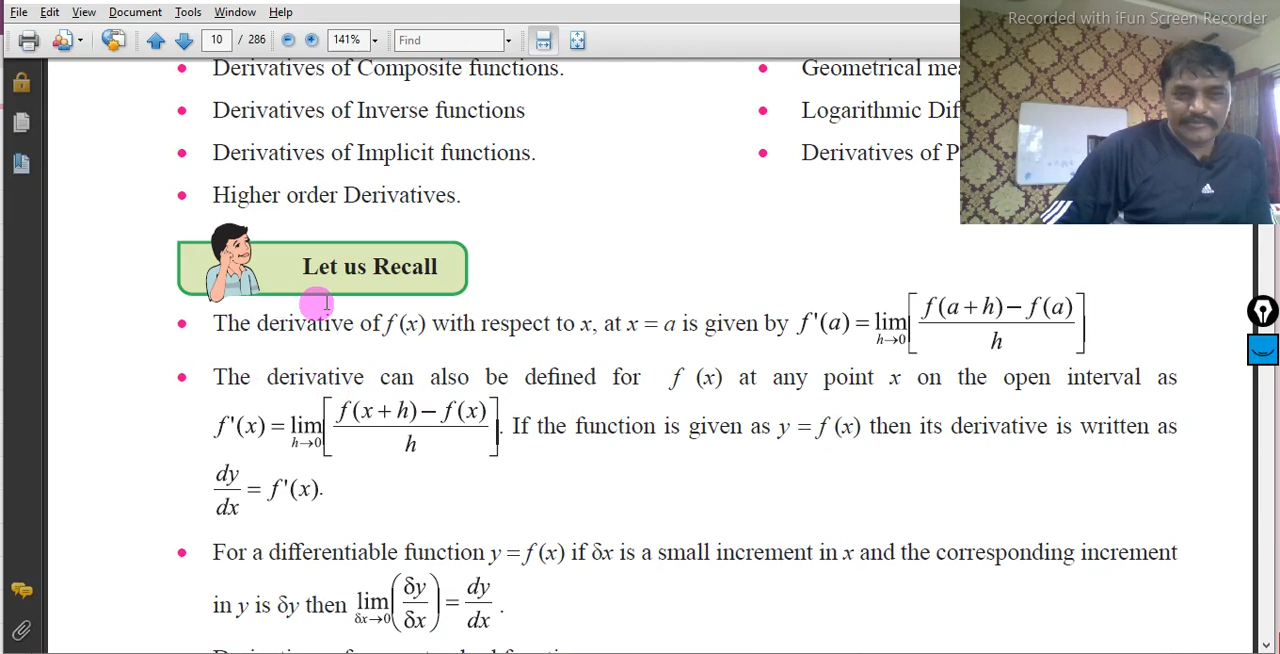 File Edit View Document Tools Window Help
Recorded with iFun Screen Recorder
10 / 286 141% Find
• Derivatives of Composite functions.
• Geometrical
• Derivatives of Inverse functions
• Logarithmic
• Derivatives of Implicit functions.
• Derivatives of
• Higher order Derivatives.
Let us Recall
• The derivative of f (x) with respect to x, at x = a is given by f '(a) = lim h→0 [ f(a + h) − f(a) / h ]
• The derivative can also be defined for f (x) at any point x on the open interval as
f '(x) = lim h→0 [ f(x + h) − f(x) / h ]. If the function is given as y = f (x) then its derivative is written as
dy/dx = f '(x).
• For a differentiable function y = f (x) if δx is a small increment in x and the corresponding increment
in y is δy then lim δx→0 ( δy/δx ) = dy/dx .